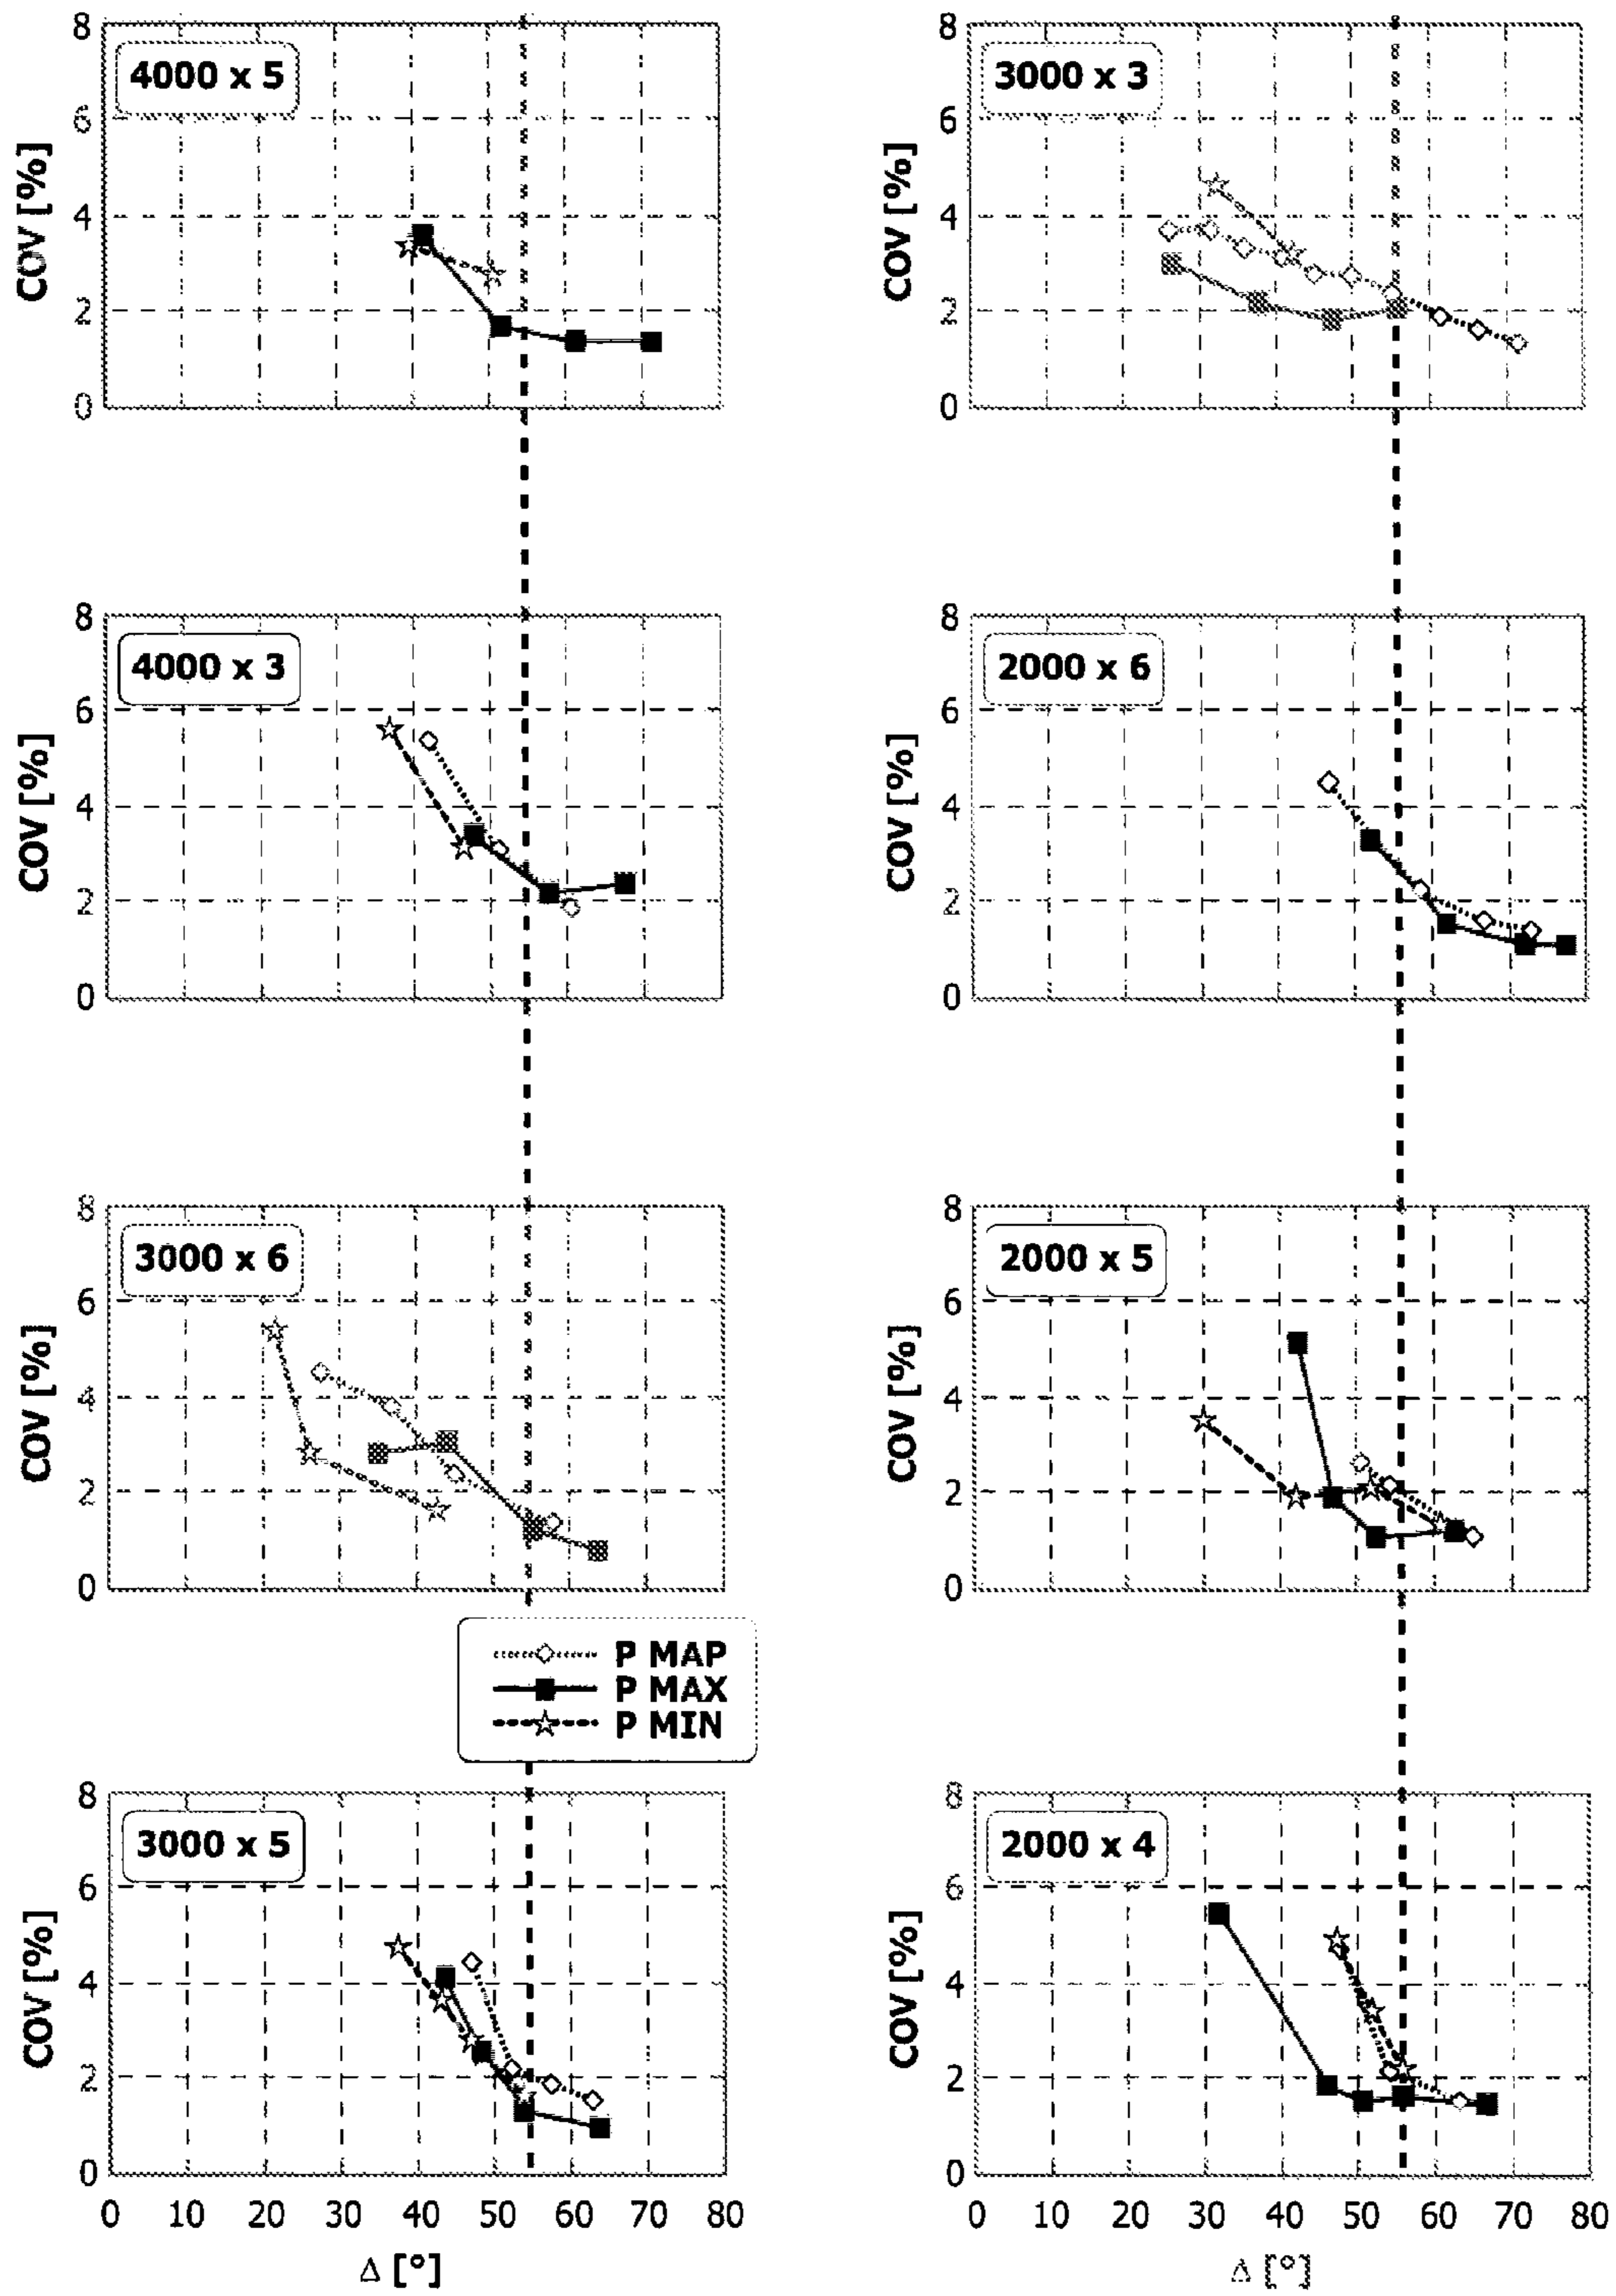 4000 x 5
COV [%]
8
6
4
2
0
3000 x 3
COV [%]
8
6
4
2
0
4000 x 3
COV [%]
8
6
4
2
0
2000 x 6
COV [%]
8
6
4
2
0
3000 x 6
COV [%]
8
6
4
2
0
2000 x 5
COV [%]
8
6
4
2
0
P MAP
P MAX
P MIN
3000 x 5
COV [%]
8
6
4
2
0
0 10 20 30 40 50 60 70 80
Δ [°]
2000 x 4
COV [%]
8
6
4
2
0
0 10 20 30 40 50 60 70 80
Δ [°]